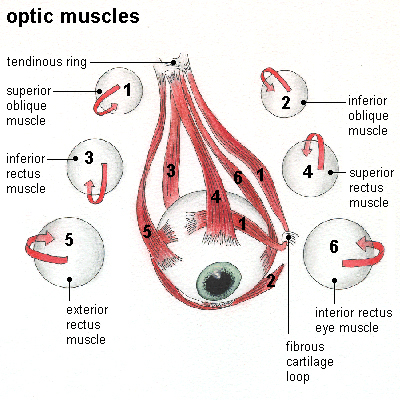 optic muscles
tendinous ring
superior
oblique
muscle
1
2
inferior
oblique
muscle
inferior
rectus
muscle
3
4
superior
rectus
muscle
3
6
1
4
1
5
2
5
exterior
rectus
muscle
6
interior rectus
eye muscle
fibrous
cartilage
loop